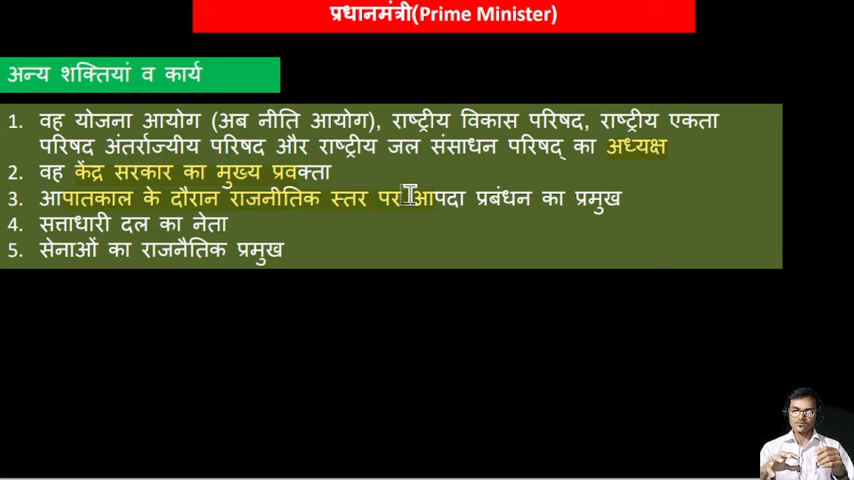 प्रधानमंत्री(Prime Minister)
अन्य शक्तियां व कार्य
1. वह योजना आयोग (अब नीति आयोग), राष्ट्रीय विकास परिषद, राष्ट्रीय एकता
परिषद अंतर्राज्यीय परिषद और राष्ट्रीय जल संसाधन परिषद् का अध्यक्ष
2. वह केंद्र सरकार का मुख्य प्रवक्ता
3. आपातकाल के दौरान राजनीतिक स्तर पर आपदा प्रबंधन का प्रमुख
4. सत्ताधारी दल का नेता
5. सेनाओं का राजनैतिक प्रमुख